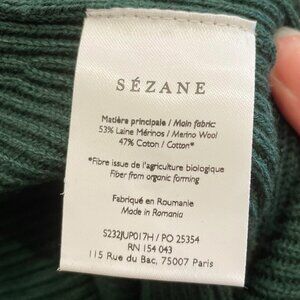 SÉZANE
Matière principale / Main fabric:
53% Laine Mérinos / Merino Wool
47% Coton / Cotton*
*Fibre issue de l'agriculture biologique
Fiber from organic farming
Fabriqué en Roumanie
Made in Romania
S232JUP017H / PO 25354
RN 154 043
115 Rue du Bac, 75007 Paris